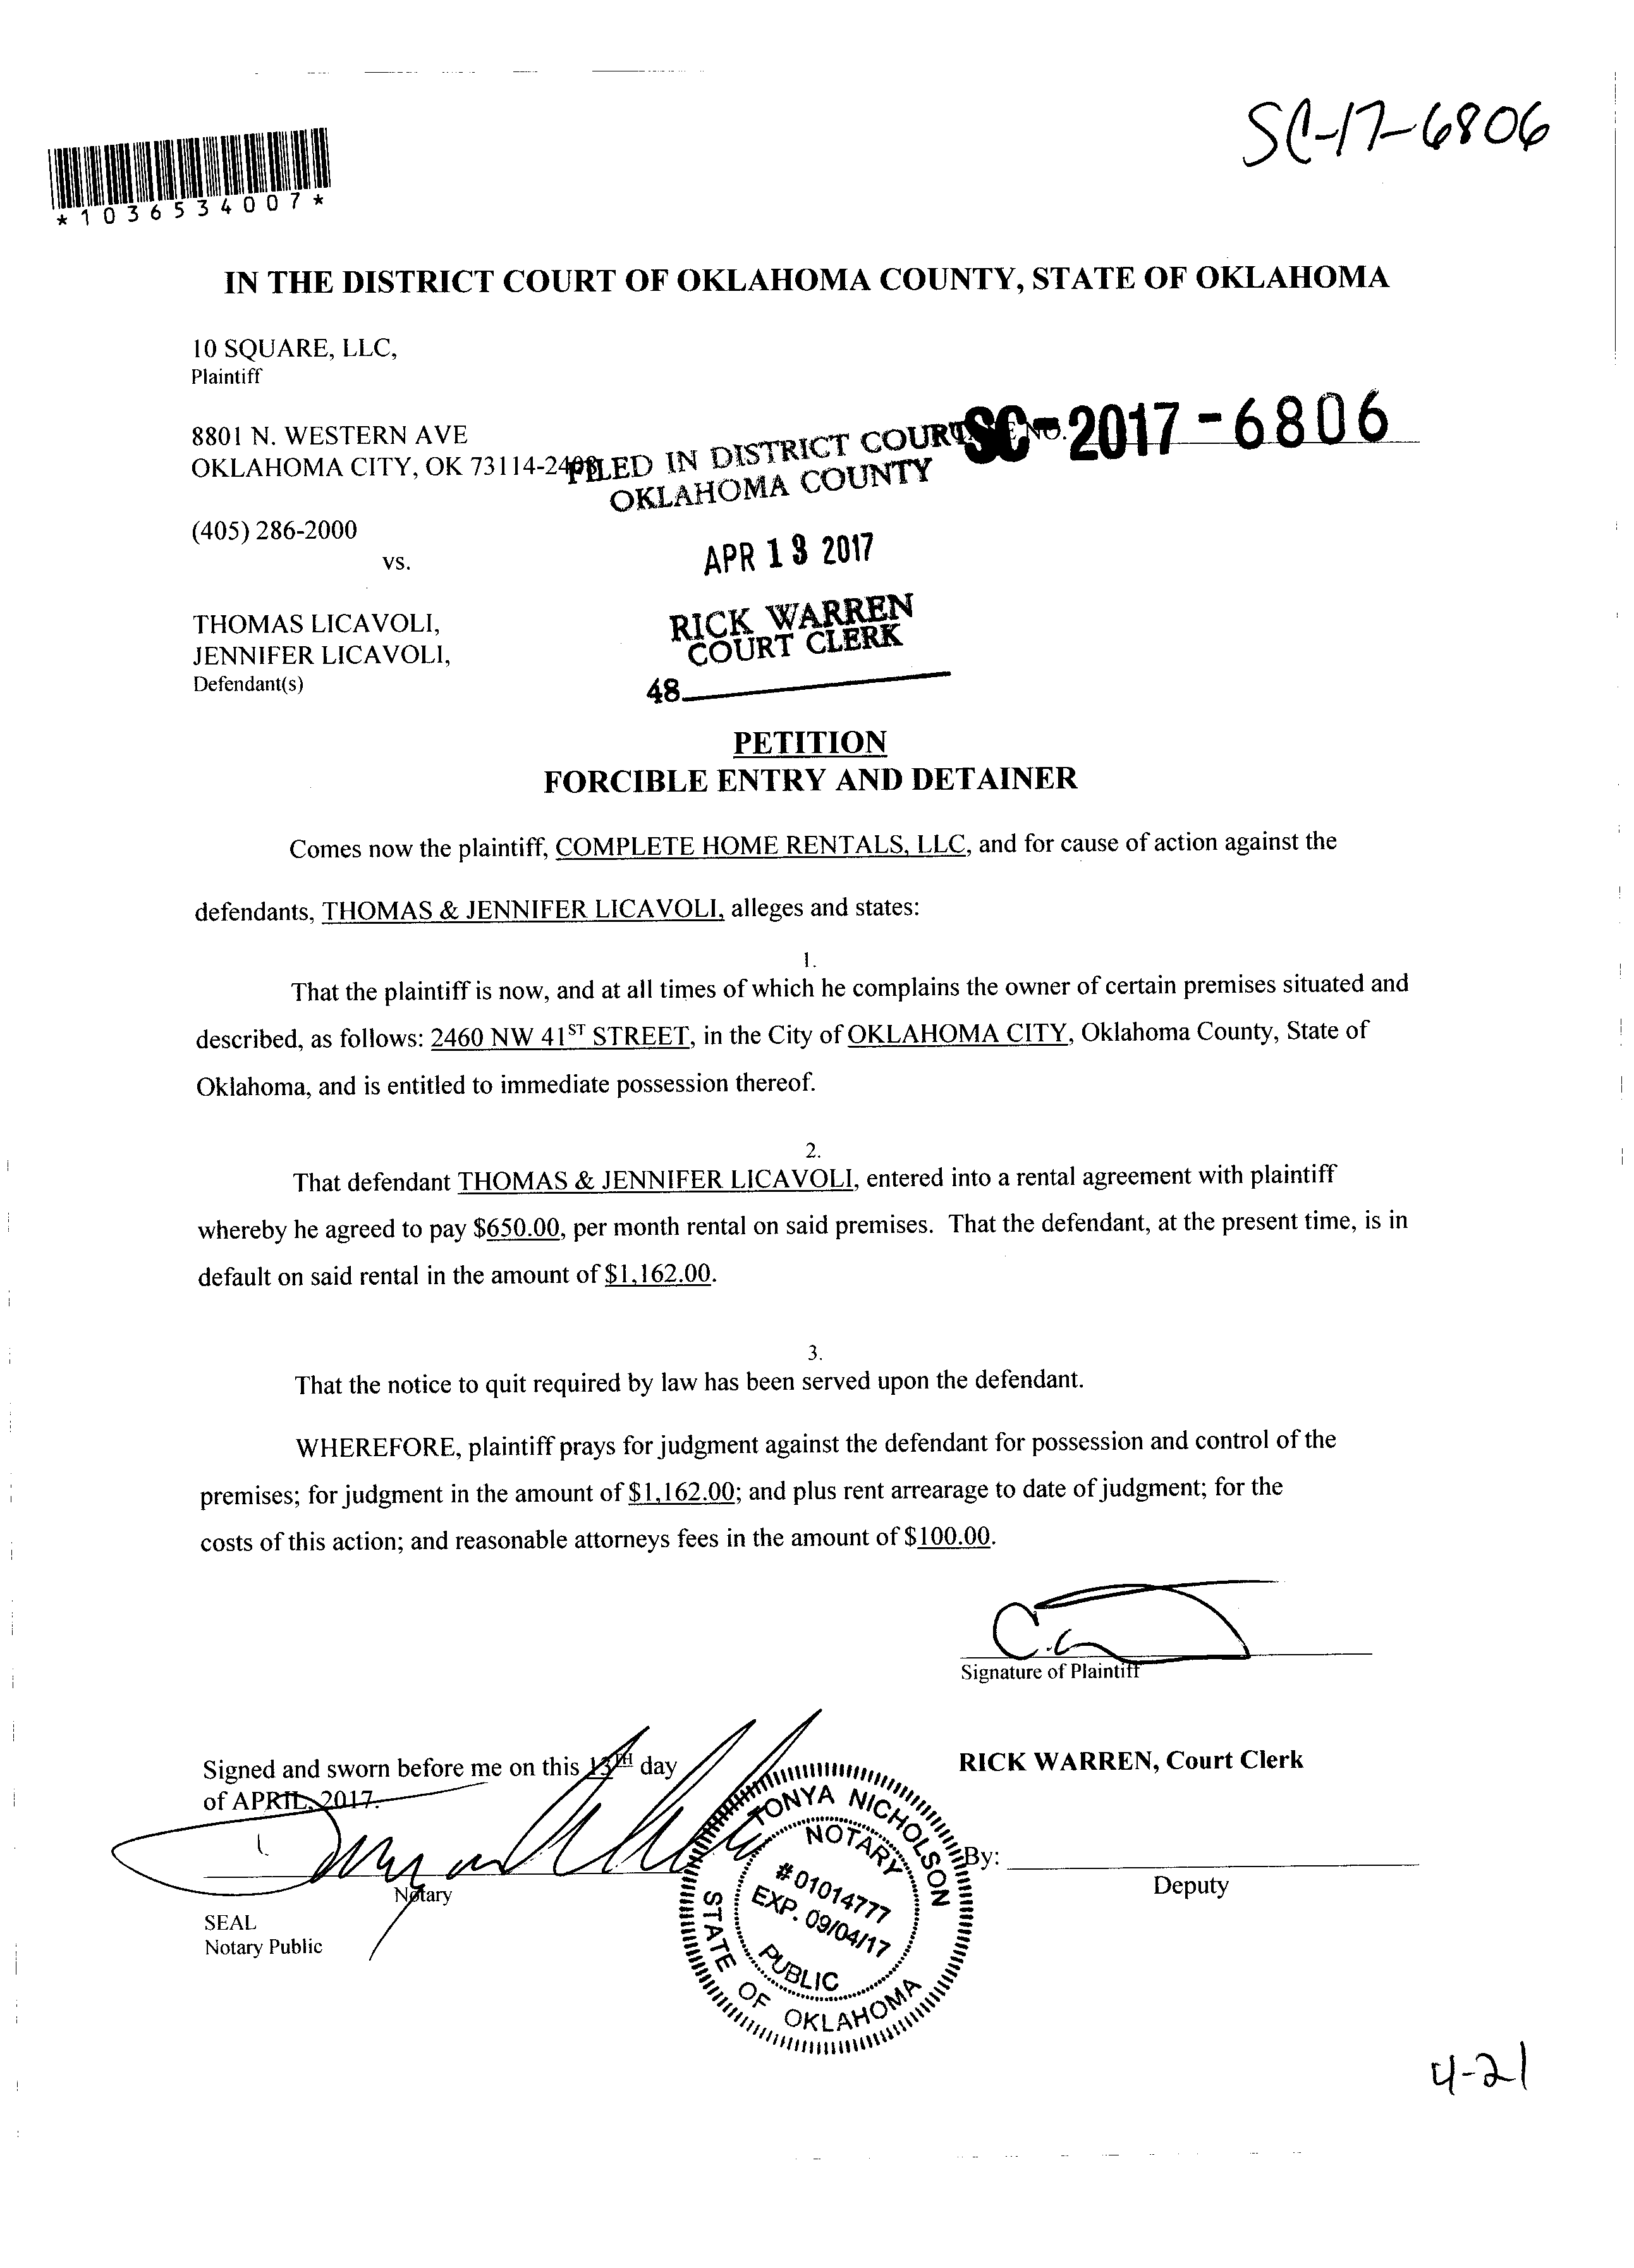 SC-17-6806
*1036534007*
IN THE DISTRICT COURT OF OKLAHOMA COUNTY, STATE OF OKLAHOMA
10 SQUARE, LLC,
Plaintiff
8801 N. WESTERN AVE
OKLAHOMA CITY, OK 73114
FILED IN DISTRICT COURT
OKLAHOMA COUNTY
NO. SC-2017-6806
(405) 286-2000
vs.
APR 13 2017
THOMAS LICAVOLI,
JENNIFER LICAVOLI,
Defendant(s)
RICK WARREN
COURT CLERK
48
PETITION
FORCIBLE ENTRY AND DETAINER
Comes now the plaintiff, COMPLETE HOME RENTALS, LLC, and for cause of action against the
defendants, THOMAS & JENNIFER LICAVOLI, alleges and states:
1.
That the plaintiff is now, and at all times of which he complains the owner of certain premises situated and
described, as follows: 2460 NW 41ST STREET, in the City of OKLAHOMA CITY, Oklahoma County, State of
Oklahoma, and is entitled to immediate possession thereof.
2.
That defendant THOMAS & JENNIFER LICAVOLI, entered into a rental agreement with plaintiff
whereby he agreed to pay $650.00, per month rental on said premises. That the defendant, at the present time, is in
default on said rental in the amount of $1,162.00.
3.
That the notice to quit required by law has been served upon the defendant.
WHEREFORE, plaintiff prays for judgment against the defendant for possession and control of the
premises; for judgment in the amount of $1,162.00; and plus rent arrearage to date of judgment; for the
costs of this action; and reasonable attorneys fees in the amount of $100.00.
Signature of Plaintiff
Signed and sworn before me on this 13TH day
of APRIL, 2017.
RICK WARREN, Court Clerk
Notary
SEAL
Notary Public
TONYA NICHOLSON
NOTARY
# 01014777
EXP. 09/04/17
PUBLIC
STATE OF OKLAHOMA
By:
Deputy
4-21